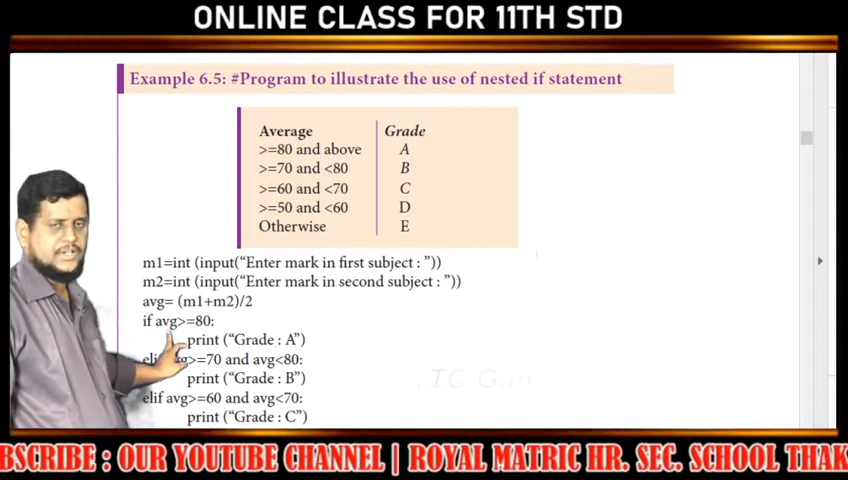 ONLINE CLASS FOR 11TH STD
Example 6.5: #Program to illustrate the use of nested if statement
Average Grade
>=80 and above A
>=70 and <80 B
>=60 and <70 C
>=50 and <60 D
Otherwise E
m1=int (input(“Enter mark in first subject : ”))
m2=int (input(“Enter mark in second subject : ”))
avg= (m1+m2)/2
if avg>=80:
print (“Grade : A”)
>=70 and avg<80:
print (“Grade : B”)
elif avg>=60 and avg<70:
print (“Grade : C”)
BSCRIBE : OUR YOUTUBE CHANNEL | ROYAL MATRIC HR. SEC. SCHOOL THAK